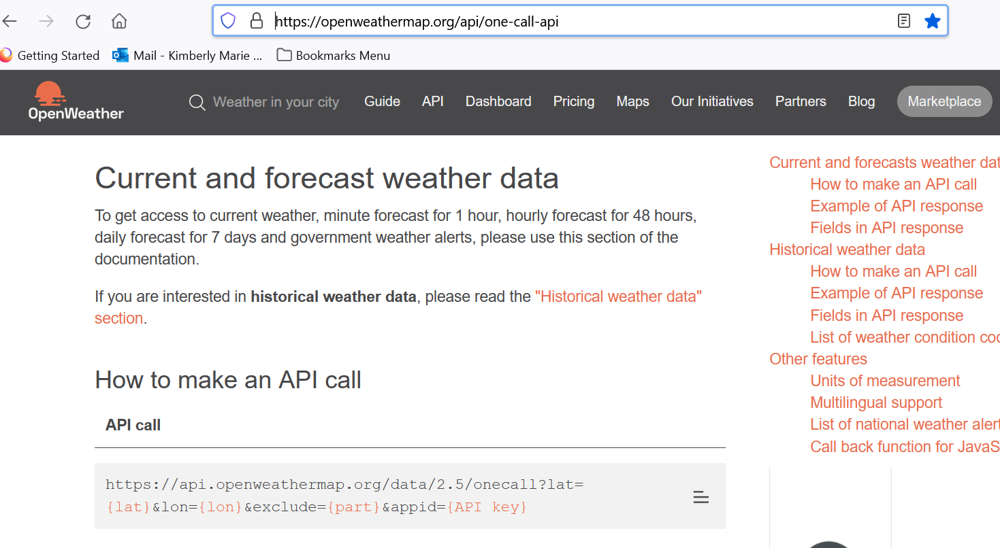 https://openweathermap.org/api/one-call-api
Getting Started
Mail - Kimberly Marie ...
Bookmarks Menu
OpenWeather
Weather in your city
Guide
API
Dashboard
Pricing
Maps
Our Initiatives
Partners
Blog
Marketplace
Current and forecast weather data
To get access to current weather, minute forecast for 1 hour, hourly forecast for 48 hours,
daily forecast for 7 days and government weather alerts, please use this section of the
documentation.
If you are interested in historical weather data, please read the "Historical weather data"
section.
How to make an API call
API call
https://api.openweathermap.org/data/2.5/onecall?lat=
{lat}&lon={lon}&exclude={part}&appid={API key}
Current and forecasts weather dat
How to make an API call
Example of API response
Fields in API response
Historical weather data
How to make an API call
Example of API response
Fields in API response
List of weather condition coc
Other features
Units of measurement
Multilingual support
List of national weather alert
Call back function for JavaS